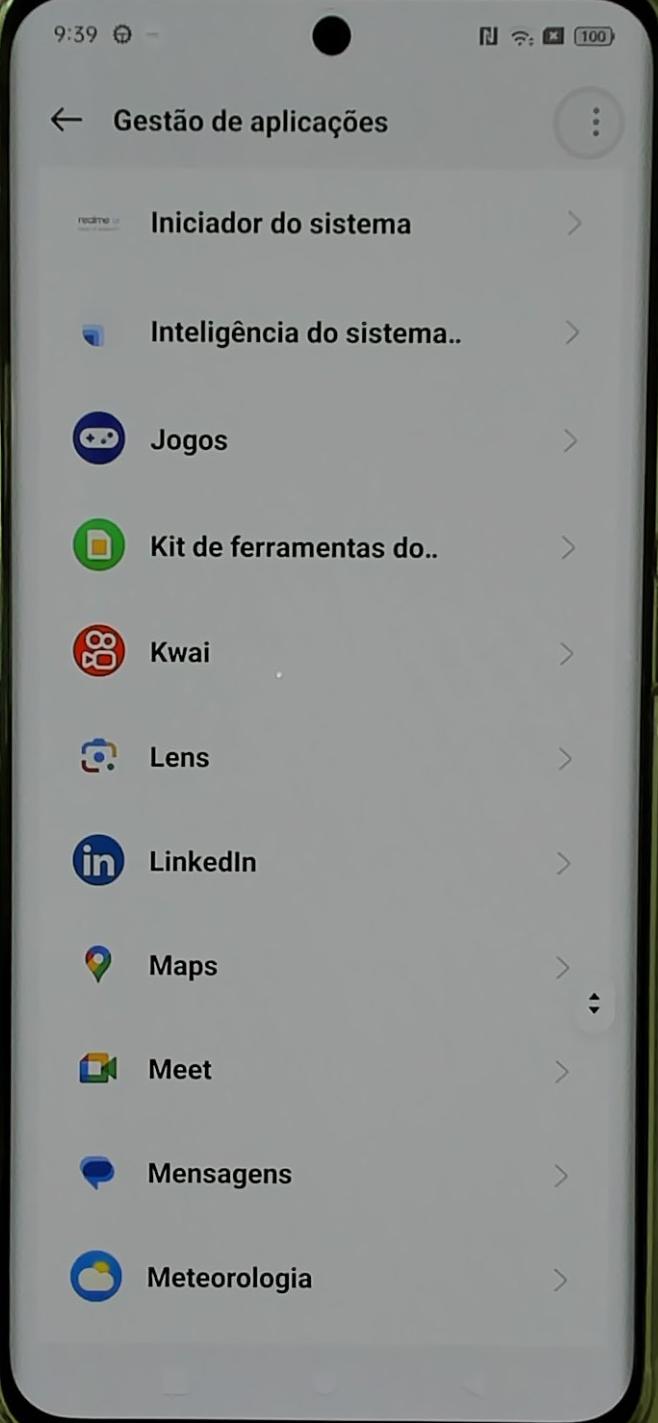 9:39
100
Gestão de aplicações
realme
Iniciador do sistema
Inteligência do sistema..
Jogos
Kit de ferramentas do..
Kwai
Lens
in
LinkedIn
Maps
Meet
Mensagens
Meteorologia